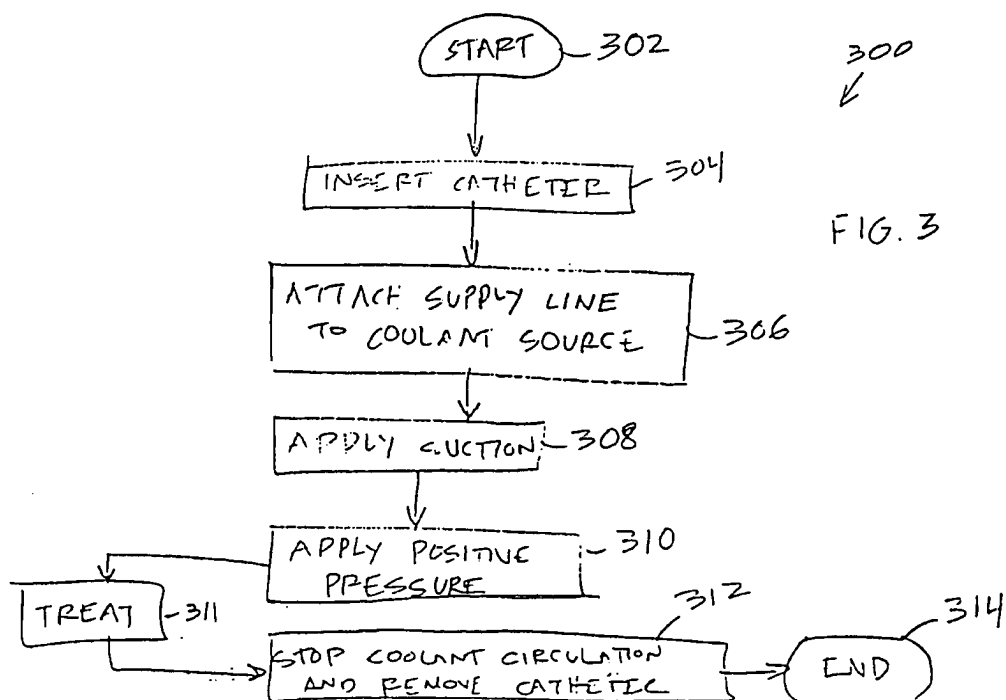 START
302
300
INSERT CATHETER
304
FIG. 3
ATTACH SUPPLY LINE
TO COOLANT SOURCE
306
APPLY SUCTION
308
APPLY POSITIVE
PRESSURE
310
TREAT
311
312
STOP COOLANT CIRCULATION
AND REMOVE CATHETER
314
END